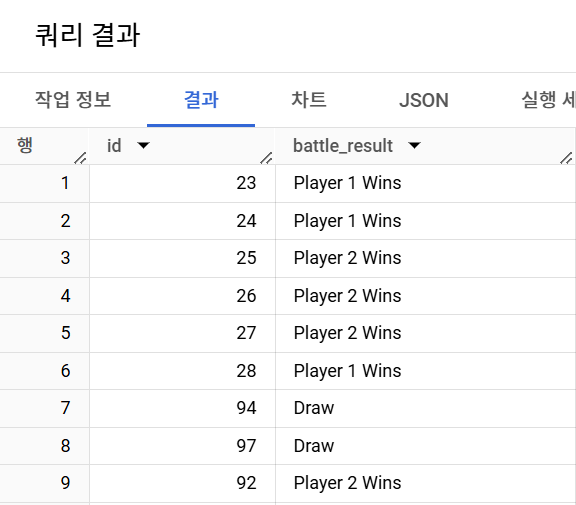 쿼리 결과
작업 정보 결과 차트 JSON 실행 세
행 id battle_result
1 23 Player 1 Wins
2 24 Player 1 Wins
3 25 Player 2 Wins
4 26 Player 2 Wins
5 27 Player 2 Wins
6 28 Player 1 Wins
7 94 Draw
8 97 Draw
9 92 Player 2 Wins